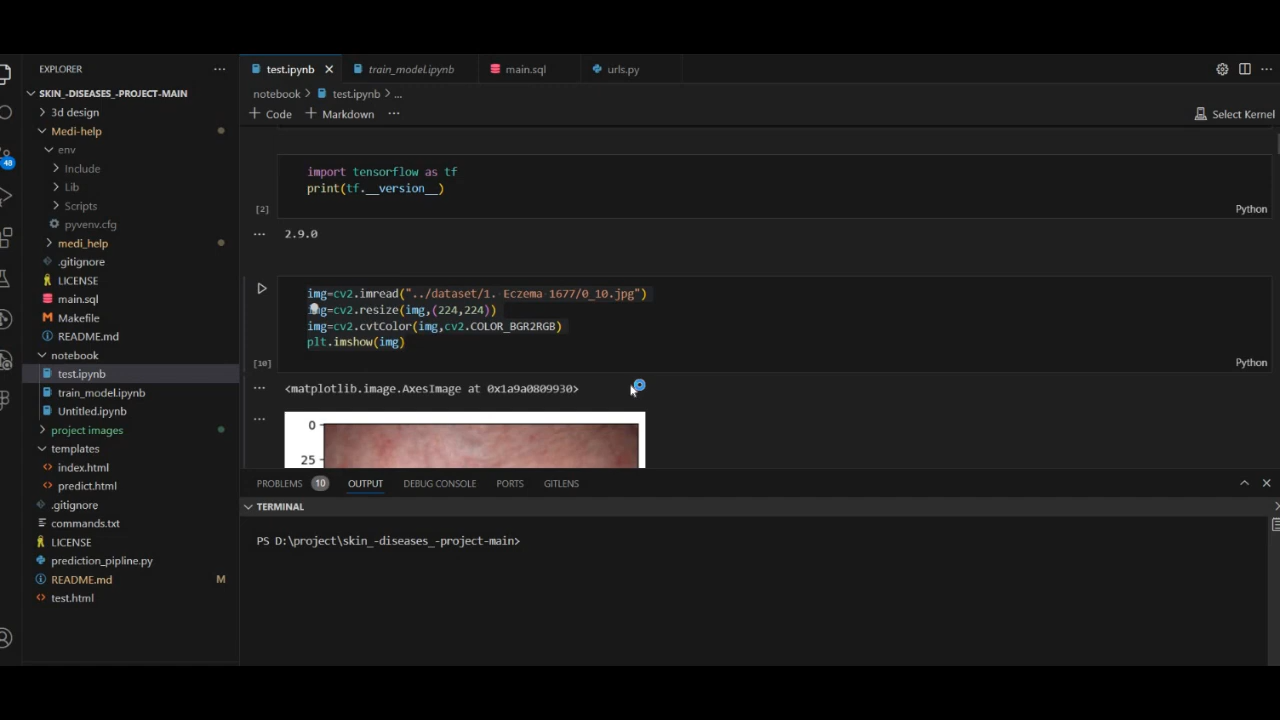 EXPLORER
SKIN_-DISEASES_-PROJECT-MAIN
3d design
Medi-help
env
Include
Lib
Scripts
pyvenv.cfg
medi_help
.gitignore
LICENSE
main.sql
Makefile
README.md
notebook
test.ipynb
train_model.ipynb
Untitled.ipynb
project images
templates
index.html
predict.html
.gitignore
commands.txt
LICENSE
prediction_pipline.py
README.md M
test.html
48
test.ipynb train_model.ipynb main.sql urls.py
notebook > test.ipynb > ...
+ Code + Markdown ... Select Kernel
import tensorflow as tf
print(tf.__version__)
[2] Python
2.9.0
img=cv2.imread("../dataset/1. Eczema 1677/0_10.jpg")
img=cv2.resize(img,(224,224))
img=cv2.cvtColor(img,cv2.COLOR_BGR2RGB)
plt.imshow(img)
[10] Python
<matplotlib.image.AxesImage at 0x1a9a0809930>
0
25
PROBLEMS 10 OUTPUT DEBUG CONSOLE PORTS GITLENS
TERMINAL
PS D:\project\skin_-diseases_-project-main>